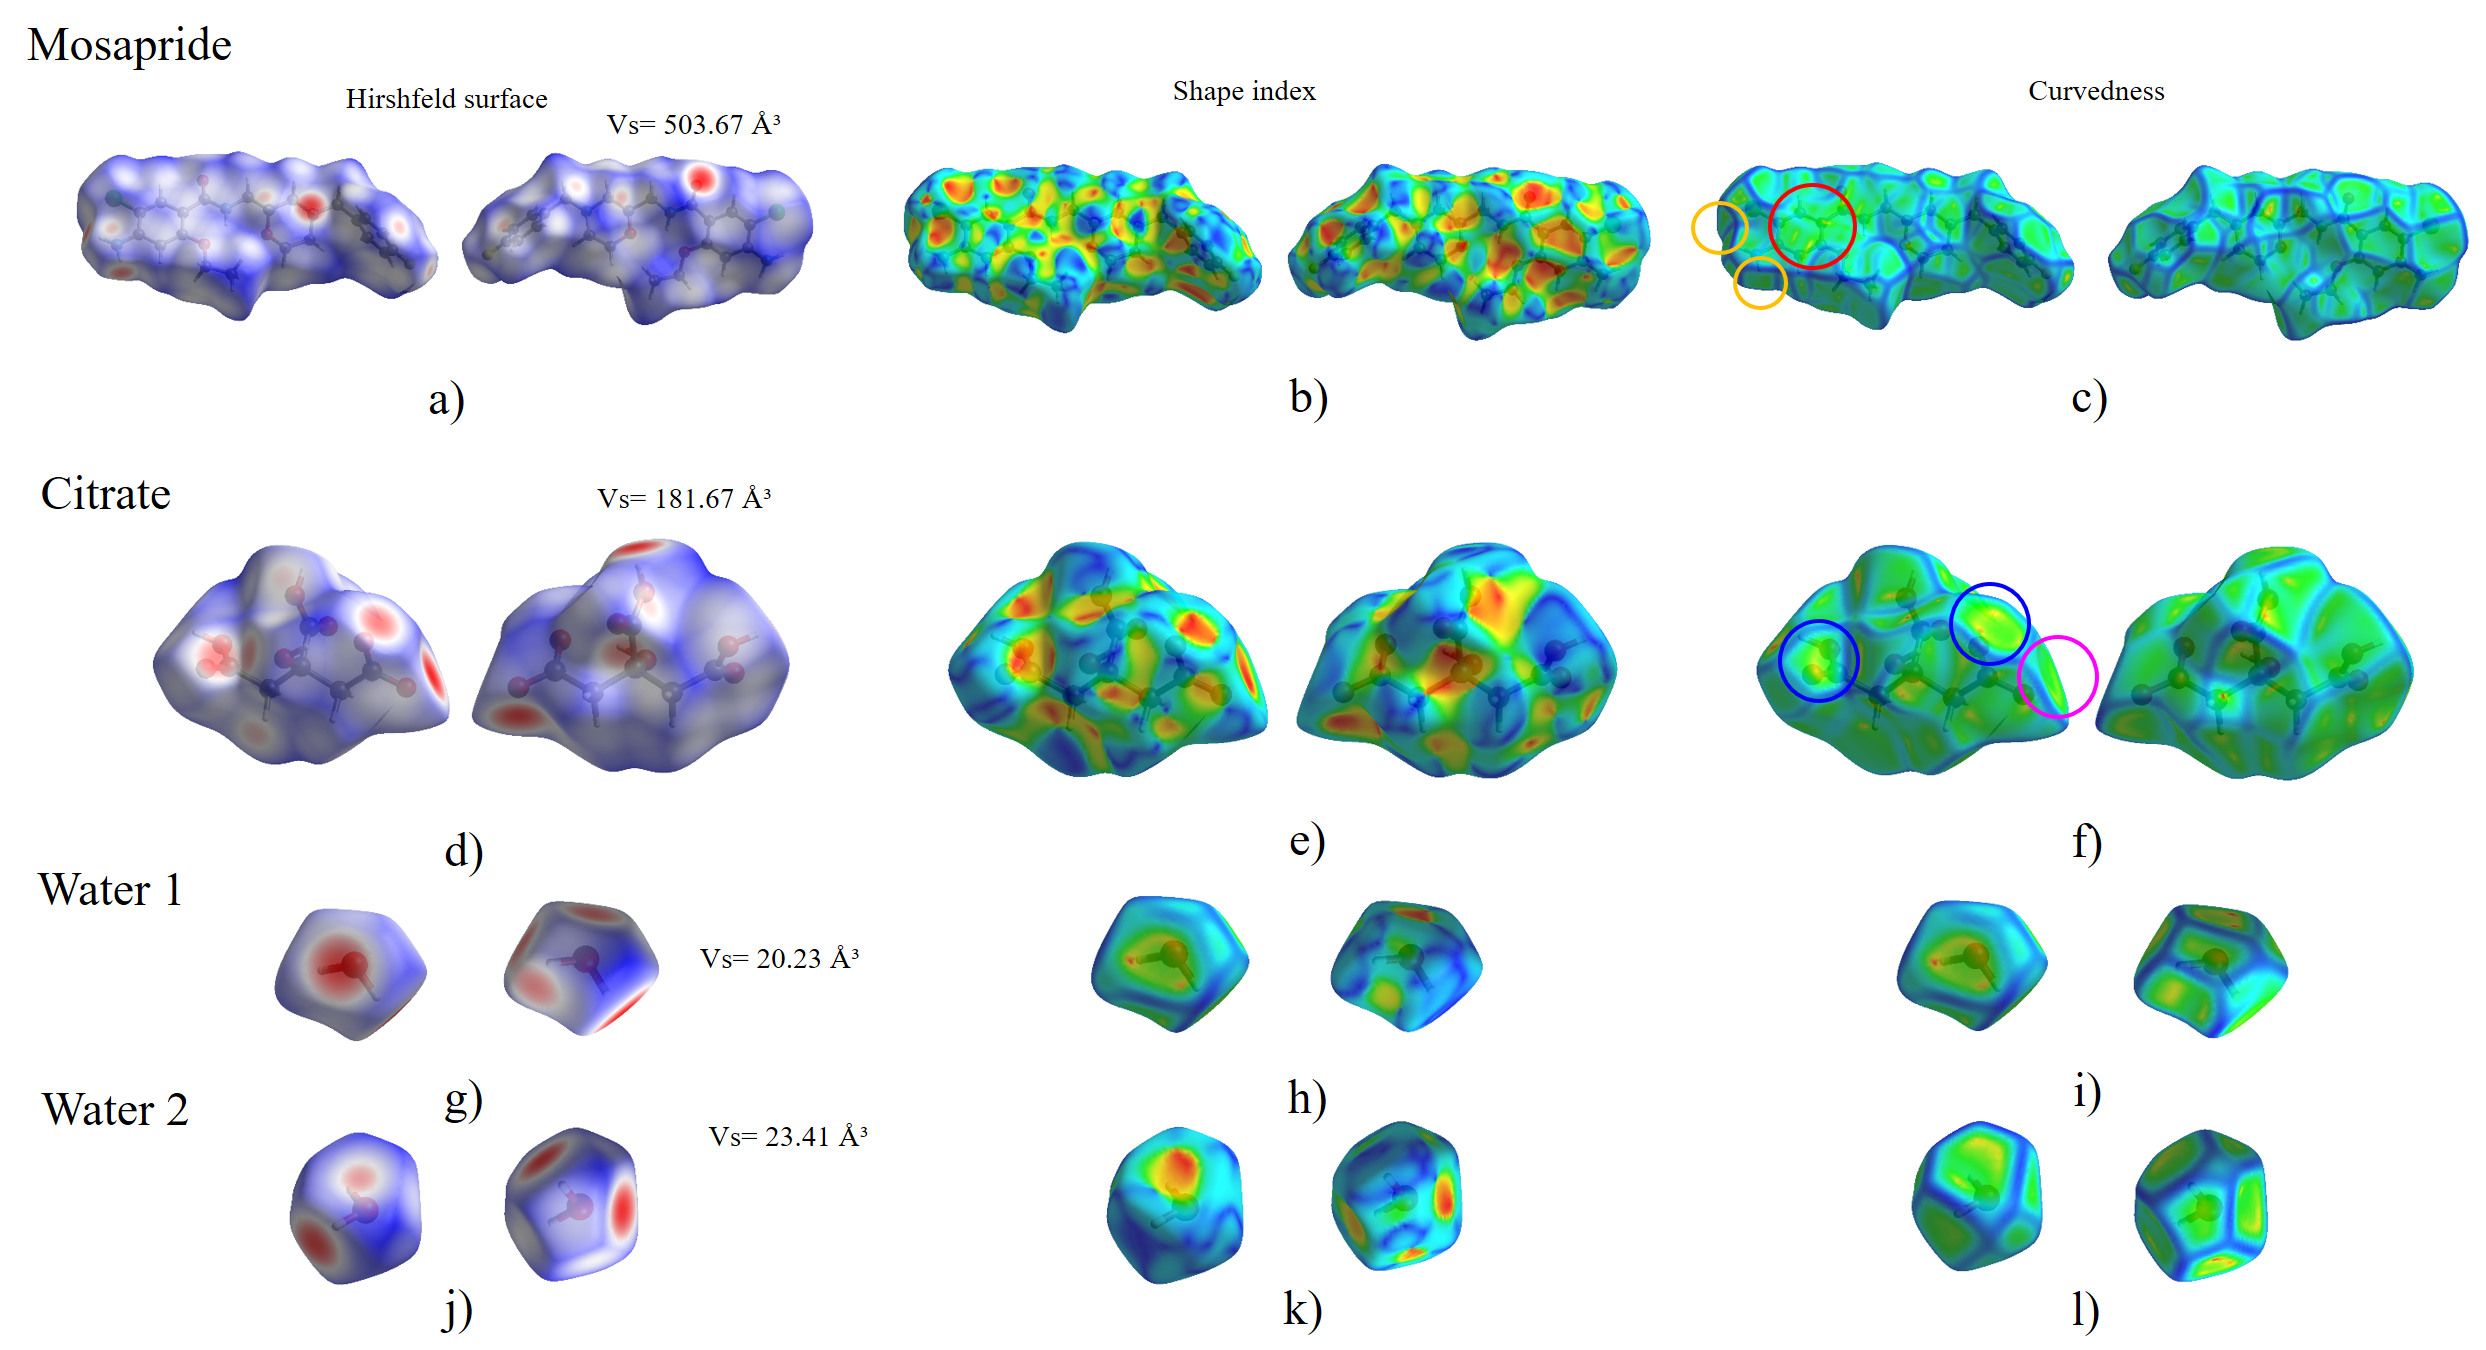 Mosapride
Hirshfeld surface
Shape index
Curvedness
Vs= 503.67 Å³
a)
b)
c)
Citrate
Vs= 181.67 Å³
d)
e)
f)
Water 1
Vs= 20.23 Å³
g)
h)
i)
Water 2
Vs= 23.41 Å³
j)
k)
l)